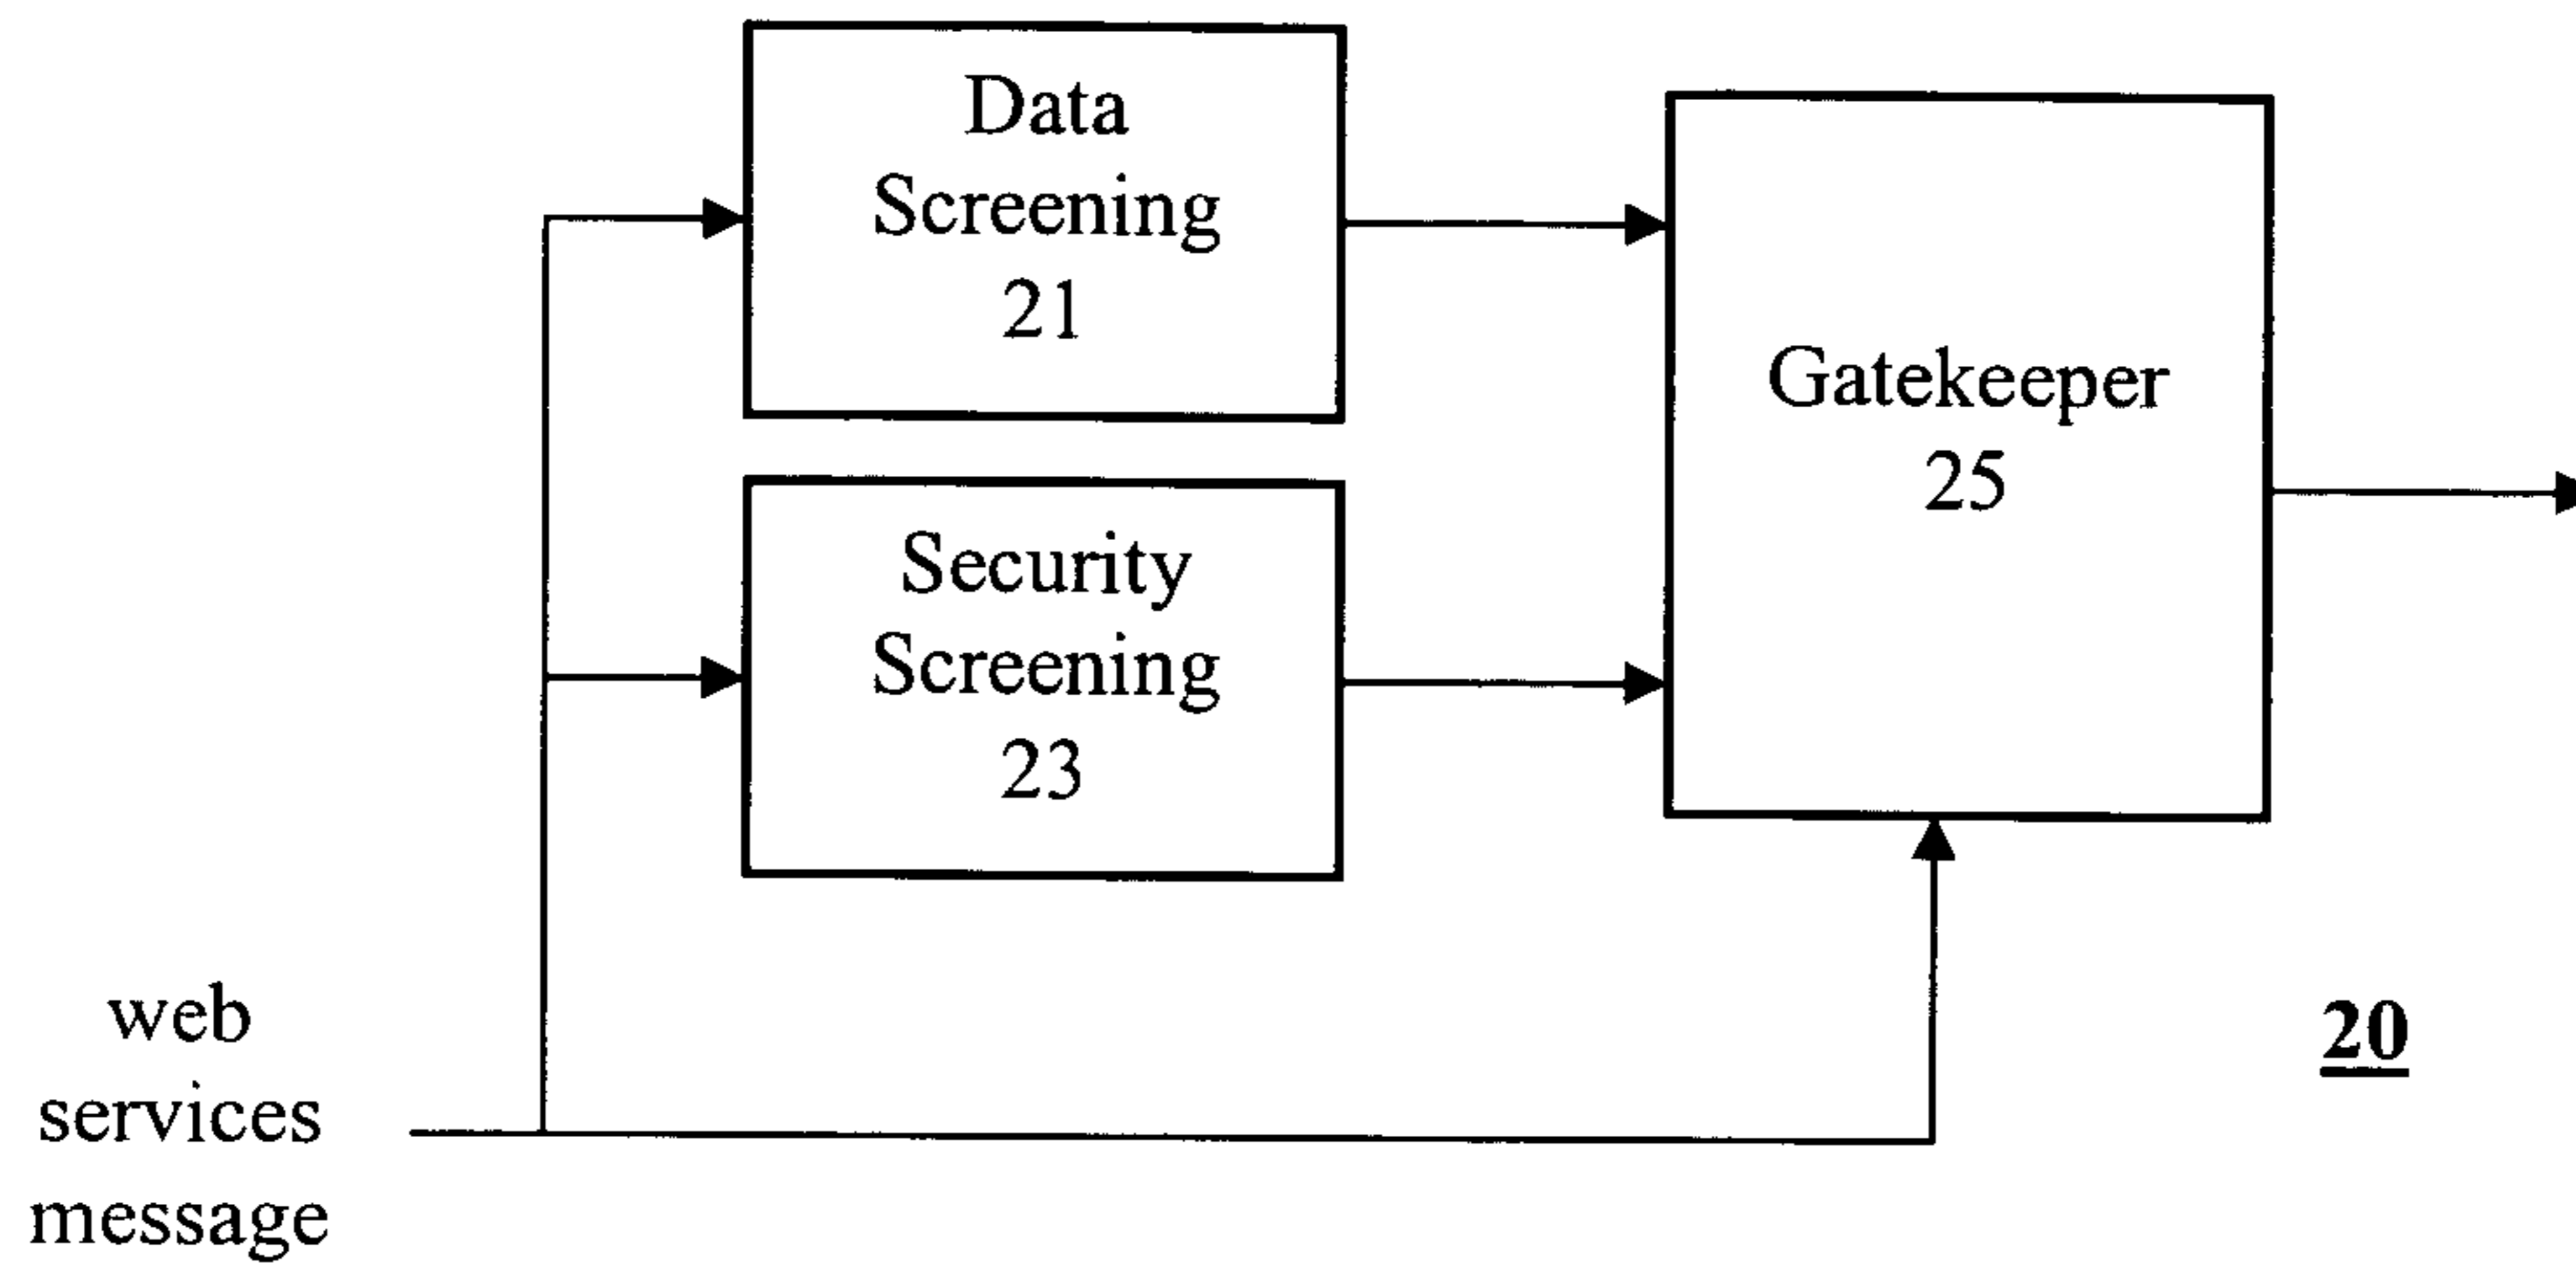 Data
Screening
21
Gatekeeper
25
Security
Screening
23
web
services
message
20